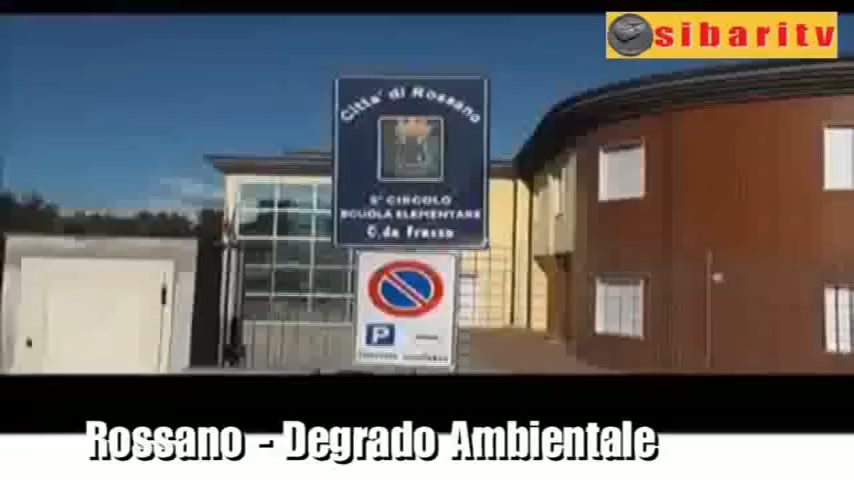 sibaritv
Citta' di Rossano
CIRCOLO
SCUOLA ELEMENTARE
C.da Frasso
P
Rossano - Degrado Ambientale